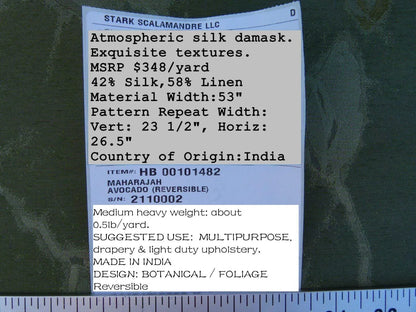 STARK SCALAMANDRE LLC
D
Atmospheric silk damask.
Exquisite textures.
MSRP $348/yard
42% Silk,58% Linen
Material Width:53"
Pattern Repeat Width:
Vert: 23 1/2", Horiz:
26.5"
Country of Origin:India
ITEM#: HB 00101482
MAHARAJAH
AVOCADO (REVERSIBLE)
S/N: 2110002
Medium heavy weight: about
0.5lb/yard.
SUGGESTED USE: MULTIPURPOSE,
drapery & light duty upholstery.
MADE IN INDIA
DESIGN: BOTANICAL / FOLIAGE
Reversible